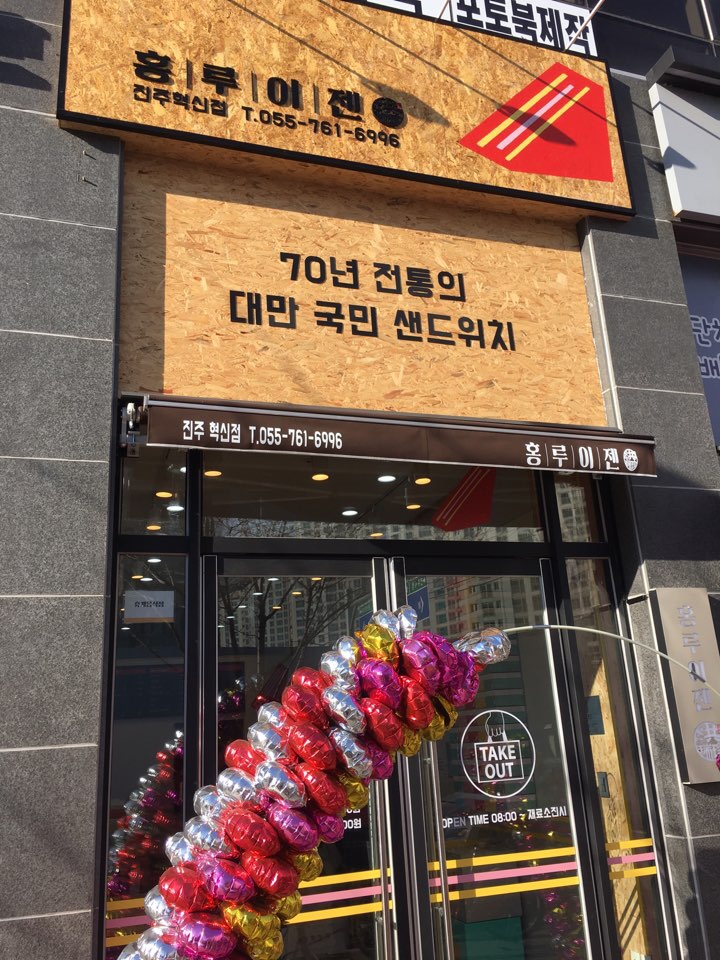 포토북제작
홍|루|이|젠
진주혁신점 T.055-761-6996
70년 전통의
대만 국민 샌드위치
진주 혁신점 T.055-761-6996
홍|루|이|젠
홍|루|이|젠
TAKE
OUT
00원
OPEN TIME 08:00 ~ 재료소진시